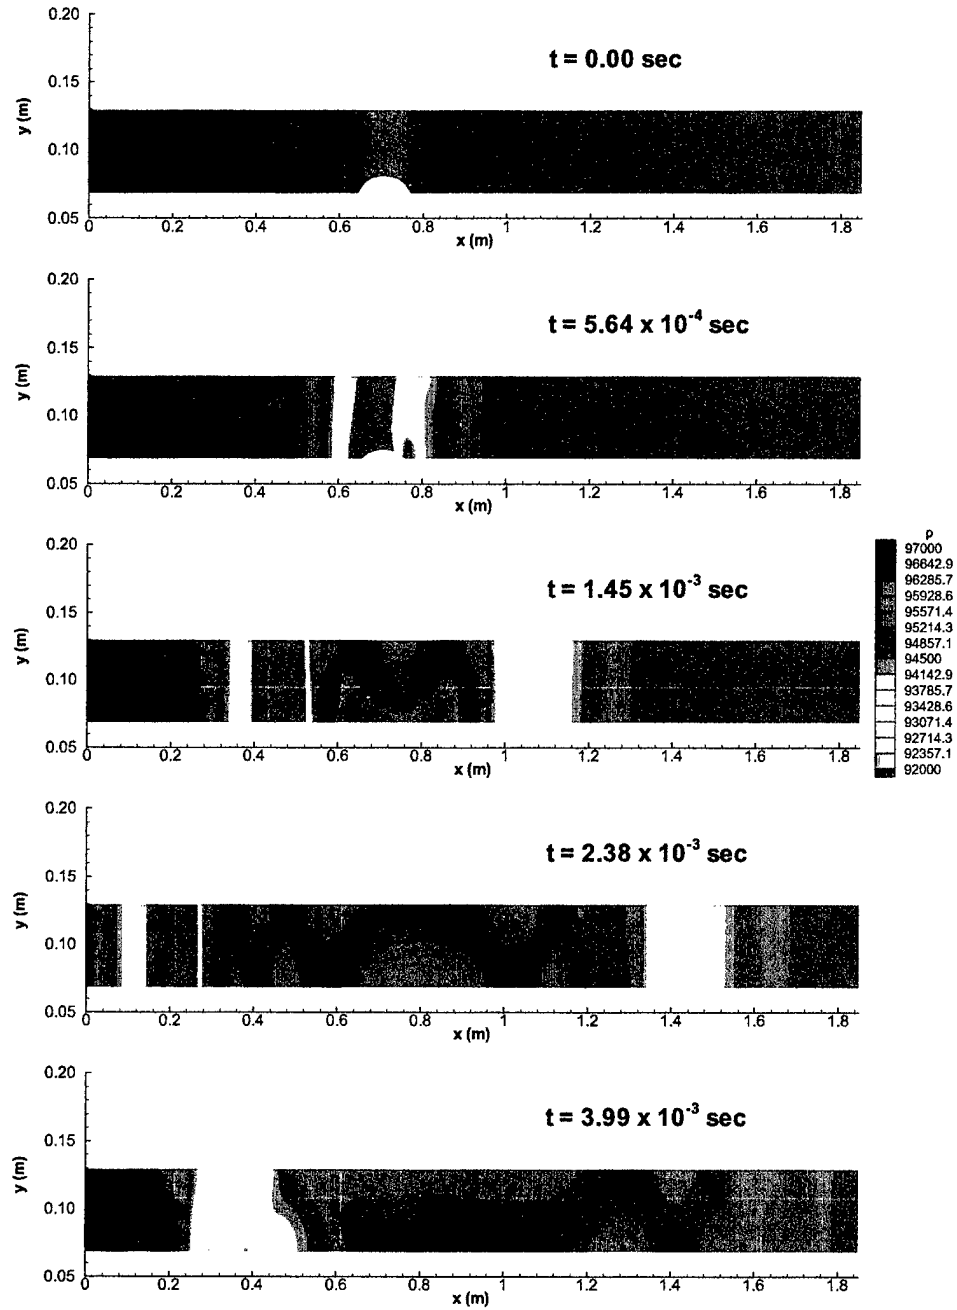 0.20
t = 0.00 sec
0.15
y (m)
0.10
0.05
0 0.2 0.4 0.6 0.8 1 1.2 1.4 1.6 1.8
x (m)
0.20
t = 5.64 x 10-4 sec
0.15
y (m)
0.10
0.05
0 0.2 0.4 0.6 0.8 1 1.2 1.4 1.6 1.8
x (m)
0.20
t = 1.45 x 10-3 sec
0.15
y (m)
0.10
0.05
0 0.2 0.4 0.6 0.8 1 1.2 1.4 1.6 1.8
x (m)
p
97000
96642.9
96285.7
95928.6
95571.4
95214.3
94857.1
94500
94142.9
93785.7
93428.6
93071.4
92714.3
92357.1
92000
0.20
t = 2.38 x 10-3 sec
0.15
y (m)
0.10
0.05
0 0.2 0.4 0.6 0.8 1 1.2 1.4 1.6 1.8
x (m)
0.20
t = 3.99 x 10-3 sec
0.15
y (m)
0.10
0.05
0 0.2 0.4 0.6 0.8 1 1.2 1.4 1.6 1.8
x (m)